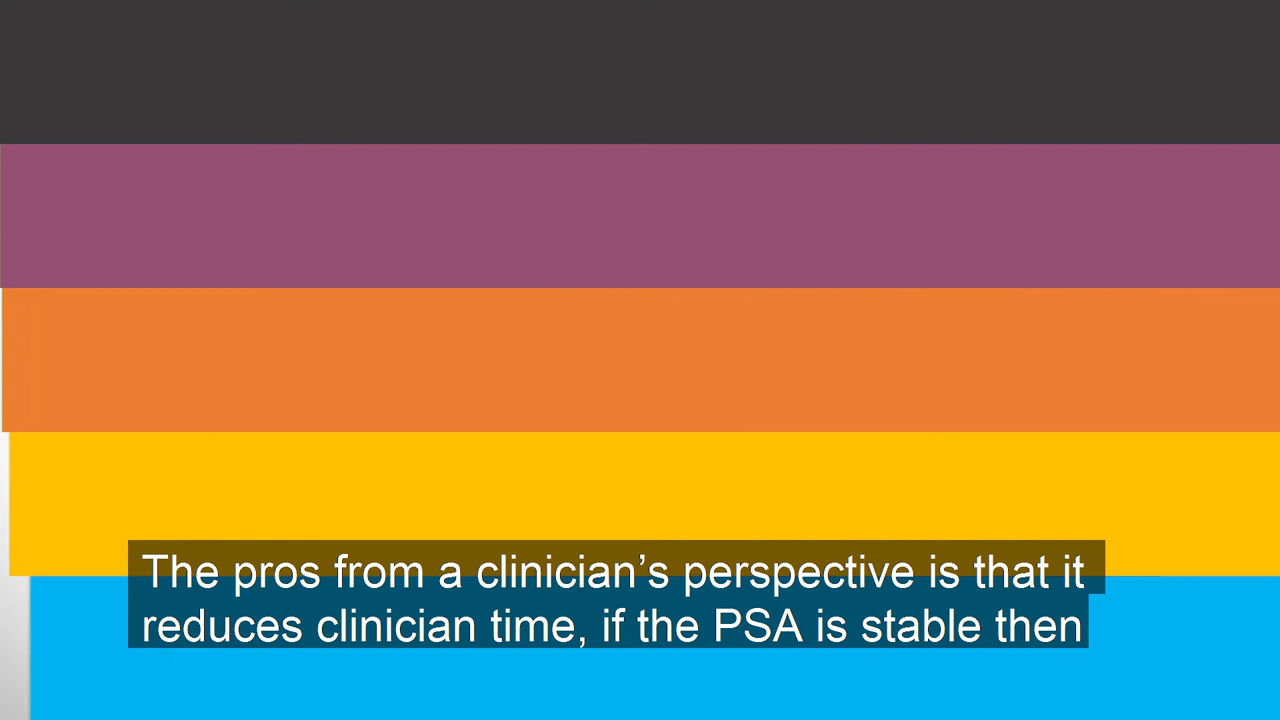 The pros from a clinician’s perspective is that it
reduces clinician time, if the PSA is stable then